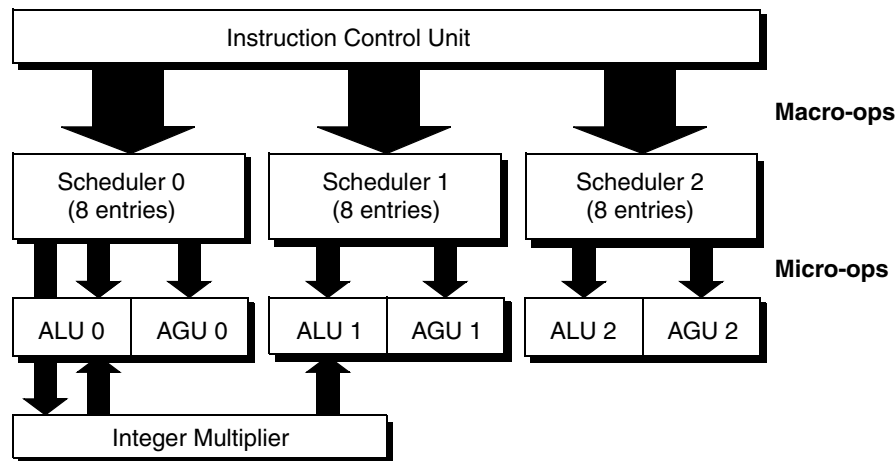 Instruction Control Unit
Macro-ops
Scheduler 0
(8 entries)
Scheduler 1
(8 entries)
Scheduler 2
(8 entries)
Micro-ops
ALU 0
AGU 0
ALU 1
AGU 1
ALU 2
AGU 2
Integer Multiplier